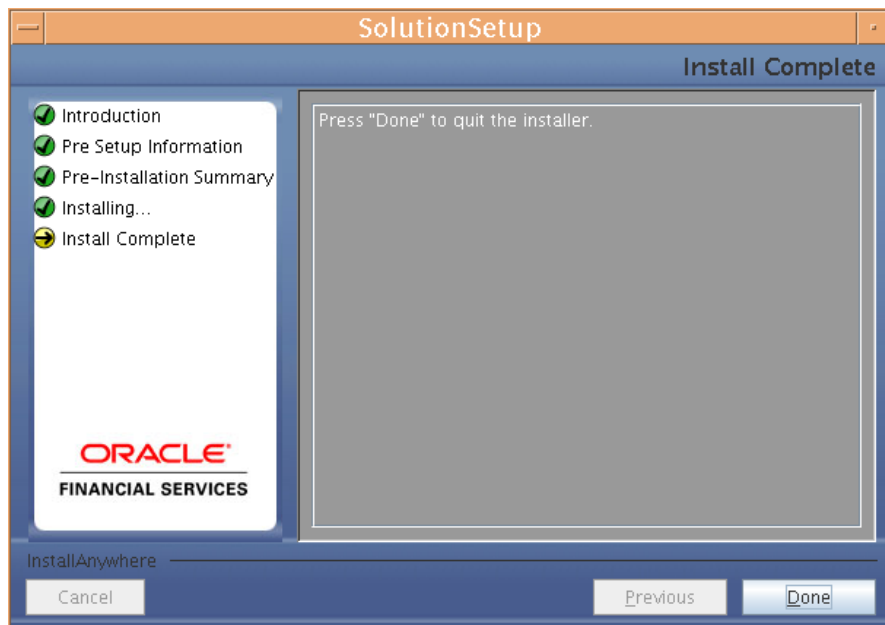 SolutionSetup
Install Complete
Introduction
Pre Setup Information
Pre-Installation Summary
Installing...
Install Complete
ORACLE®
FINANCIAL SERVICES
Press "Done" to quit the installer.
InstallAnywhere
Cancel
Previous
Done